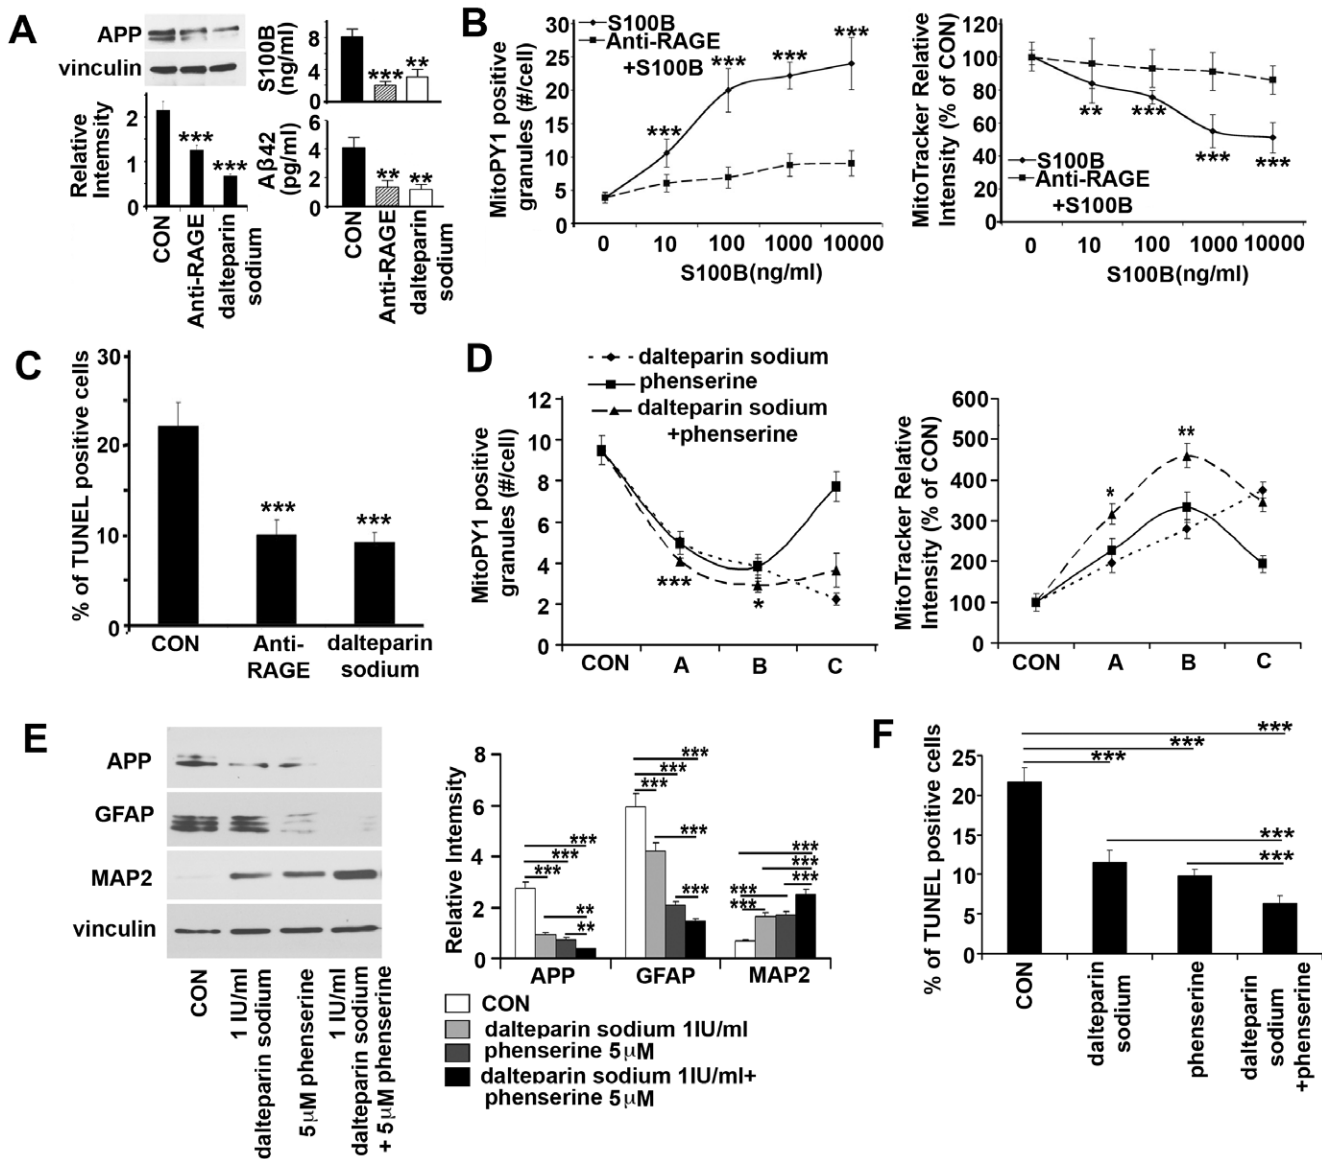 A
APP
vinculin
Relative
Intemsity
2
1
0
***
***
CON
Anti-RAGE
dalteparin
sodium
S100B
(ng/ml)
8
4
0
***
**
Aβ42
(pg/ml)
6
4
2
0
**
**
CON
Anti-RAGE
dalteparin
sodium
B
MitoPY1 positive
granules (#/cell)
30
25
20
15
10
5
0
S100B
Anti-RAGE
+S100B
***
***
***
***
0 10 100 1000 10000
S100B(ng/ml)
MitoTracker Relative
Intensity (% of CON)
120
100
80
60
40
20
0
**
***
***
***
S100B
Anti-RAGE
+S100B
0 10 100 1000 10000
S100B(ng/ml)
C
% of TUNEL positive cells
30
20
10
0
***
***
CON
Anti-
RAGE
dalteparin
sodium
D
dalteparin sodium
phenserine
dalteparin sodium
+phenserine
MitoPY1 positive
granules (#/cell)
12
10
8
6
4
2
0
***
*
CON A B C
MitoTracker Relative
Intensity (% of CON)
600
500
400
300
200
100
0
*
**
CON A B C
E
APP
GFAP
MAP2
vinculin
CON
1 IU/ml
dalteparin sodium
5μM phenserine
1 IU/ml
dalteparin sodium
+ 5μM phenserine
Relative Intemsity
8
6
4
2
0
***
***
***
**
**
***
***
***
***
***
***
***
***
***
***
APP GFAP MAP2
CON
dalteparin sodium 1IU/ml
phenserine 5μM
dalteparin sodium 1IU/ml+
phenserine 5μM
F
% of TUNEL positive cells
25
20
15
10
5
0
***
***
***
***
***
CON
dalteparin
sodium
phenserine
dalteparin
sodium
+phenserine